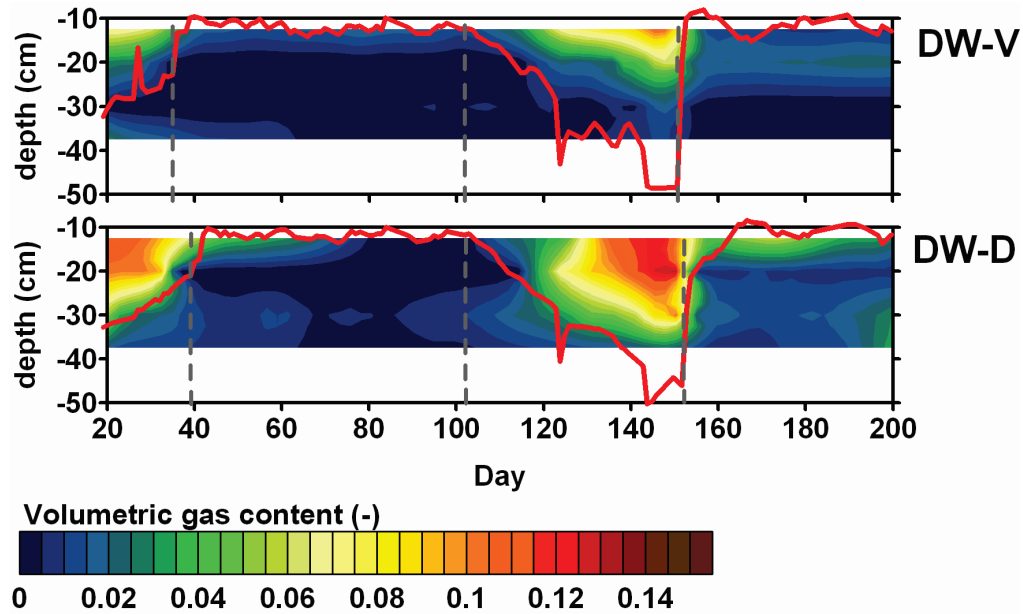 -10
-20
-30
-40
-50
depth (cm)
DW-V
-10
-20
-30
-40
-50
depth (cm)
DW-D
20 40 60 80 100 120 140 160 180 200
Day
Volumetric gas content (-)
0 0.02 0.04 0.06 0.08 0.1 0.12 0.14